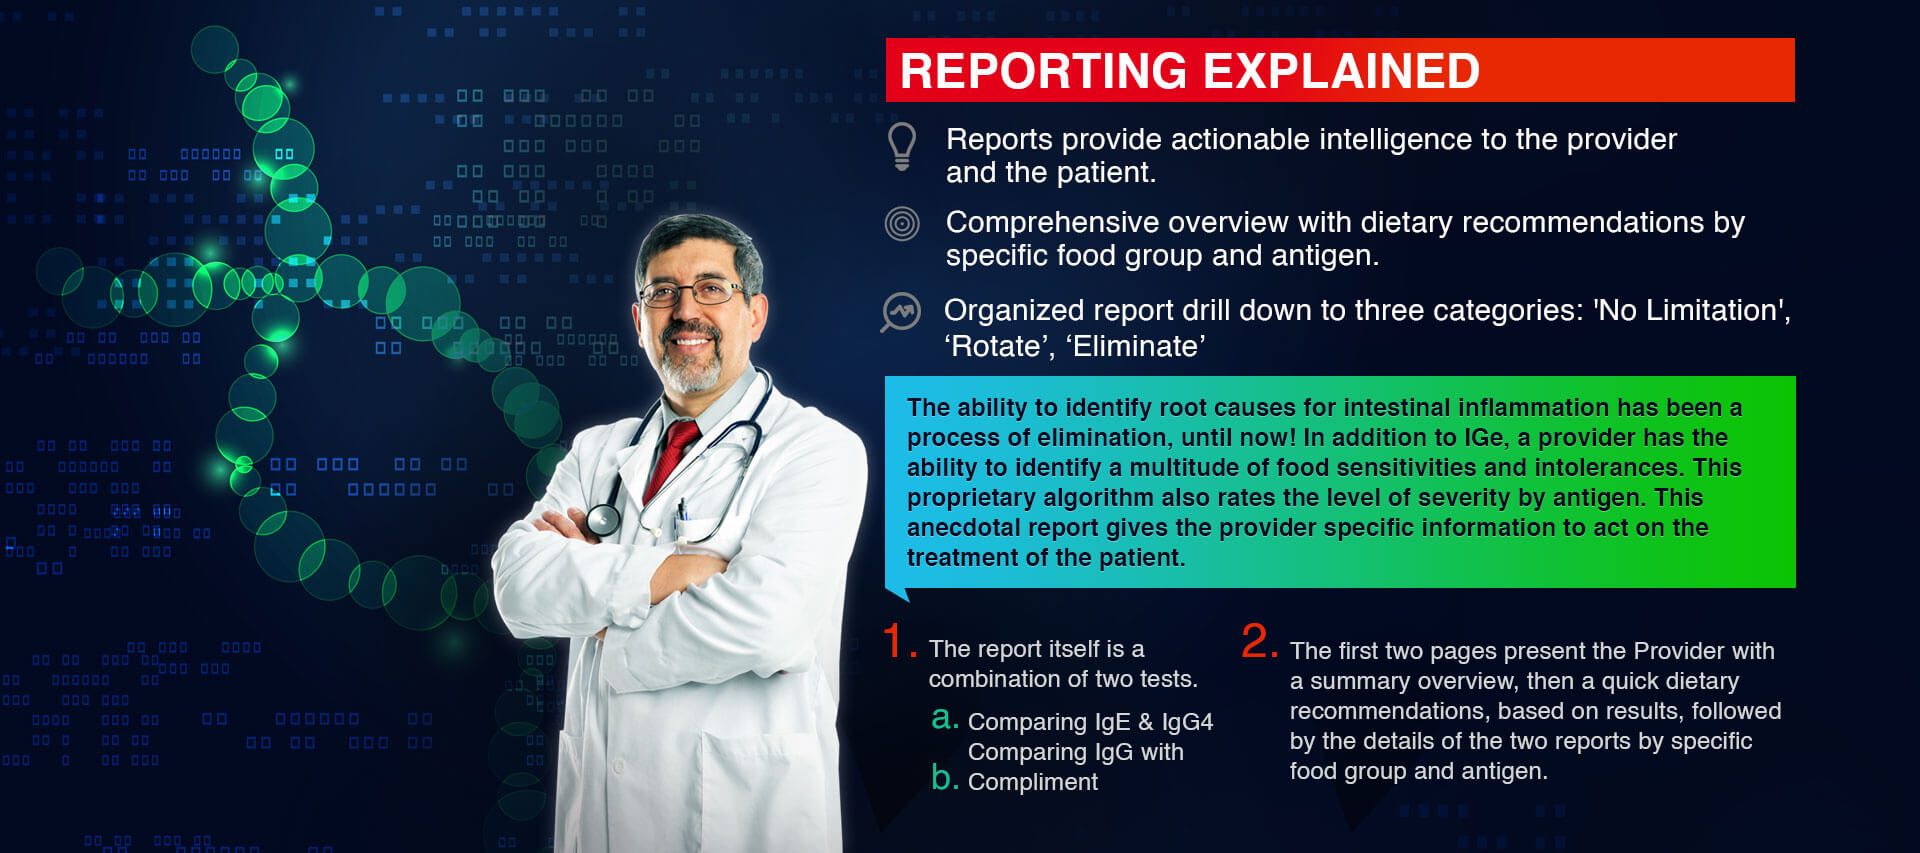 REPORTING EXPLAINED
Reports provide actionable intelligence to the provider
and the patient.
Comprehensive overview with dietary recommendations by
specific food group and antigen.
Organized report drill down to three categories: 'No Limitation',
‘Rotate’, ‘Eliminate’
The ability to identify root causes for intestinal inflammation has been a
process of elimination, until now! In addition to IGe, a provider has the
ability to identify a multitude of food sensitivities and intolerances. This
proprietary algorithm also rates the level of severity by antigen. This
anecdotal report gives the provider specific information to act on the
treatment of the patient.
1. The report itself is a
combination of two tests.
a. Comparing IgE & IgG4
Comparing IgG with
b. Compliment
2. The first two pages present the Provider with
a summary overview, then a quick dietary
recommendations, based on results, followed
by the details of the two reports by specific
food group and antigen.